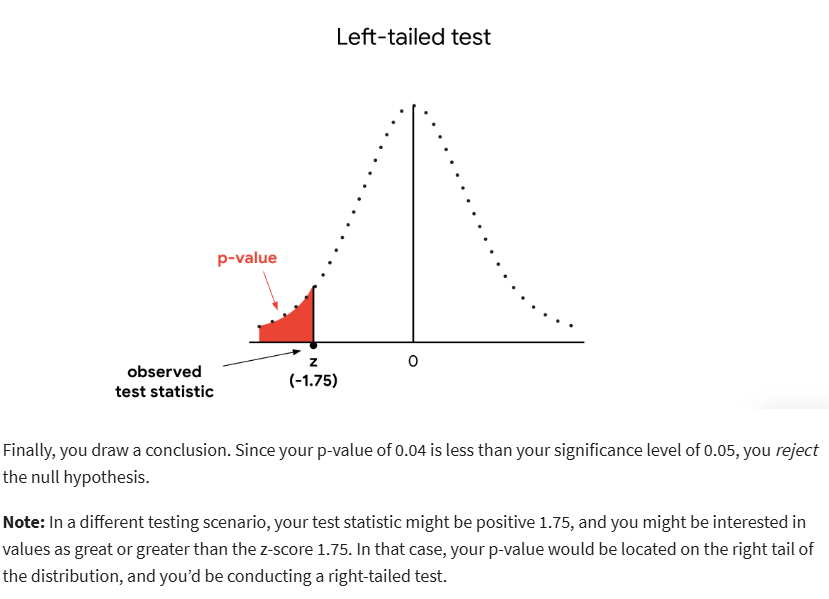 Left-tailed test
p-value
observed
test statistic
z
(-1.75)
0
Finally, you draw a conclusion. Since your p-value of 0.04 is less than your significance level of 0.05, you reject
the null hypothesis.
Note: In a different testing scenario, your test statistic might be positive 1.75, and you might be interested in
values as great or greater than the z-score 1.75. In that case, your p-value would be located on the right tail of
the distribution, and you’d be conducting a right-tailed test.